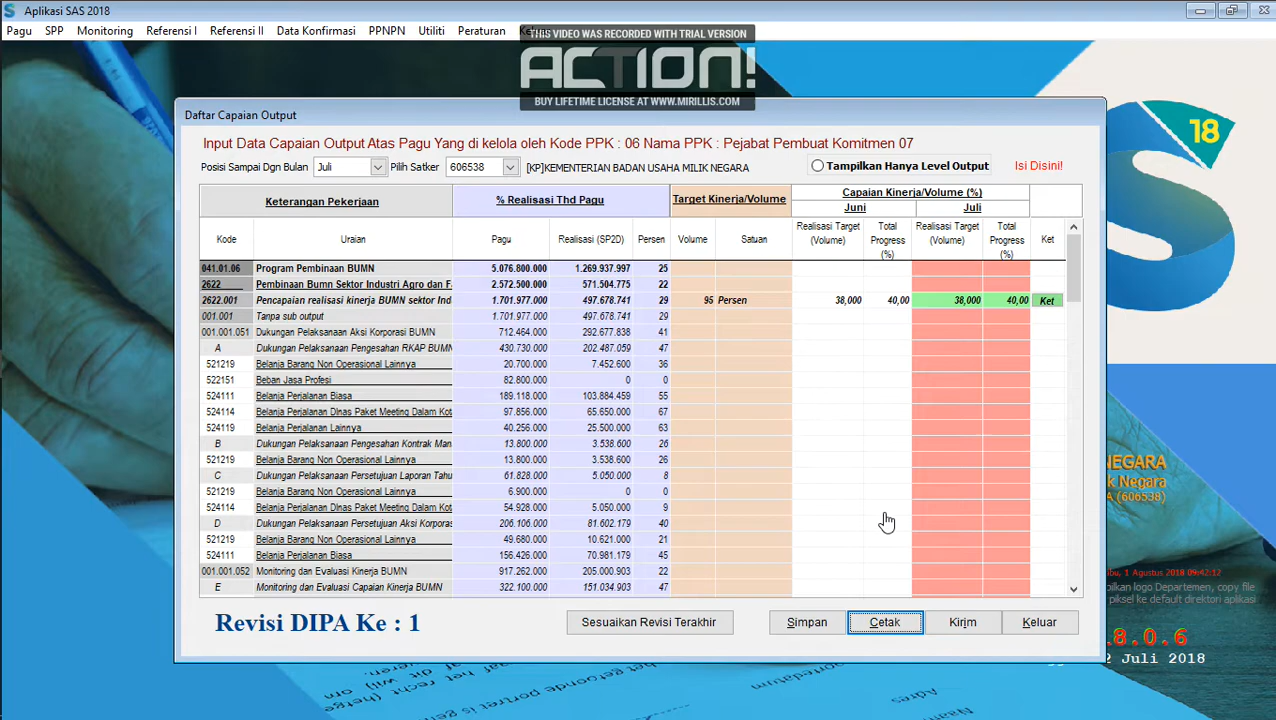 Aplikasi SAS 2018
Pagu SPP Monitoring Referensi I Referensi II Data Konfirmasi PPNPN Utiliti Peraturan
THIS VIDEO WAS RECORDED WITH TRIAL VERSION
ACTION!
BUY LIFETIME LICENSE AT WWW.MIRILLIS.COM
18
Daftar Capaian Output
Input Data Capaian Output Atas Pagu Yang di kelola oleh Kode PPK : 06 Nama PPK : Pejabat Pembuat Komitmen 07
Posisi Sampai Dgn Bulan Juli Pilih Satker 606538 [KP]KEMENTERIAN BADAN USAHA MILIK NEGARA Tampilkan Hanya Level Output Isi Disini!
Keterangan Pekerjaan % Realisasi Thd Pagu Target Kinerja/Volume Capaian Kinerja/Volume (%)
Juni Juli
Kode Uraian Pagu Realisasi (SP2D) Persen Volume Satuan Realisasi Target (Volume) Total Progress (%) Realisasi Target (Volume) Total Progress (%) Ket
041.01.06 Program Pembinaan BUMN 5.076.800.000 1.269.937.997 25
2622 Pembinaan Bumn Sektor Industri Agro dan F 2.572.500.000 571.504.775 22
2622.001 Pencapaian realisasi kinerja BUMN sektor Ind 1.701.977.000 497.678.741 29 95 Persen 38,000 40,00 38,000 40,00 Ket
001.001 Tanpa sub output 1.701.977.000 497.678.741 29
001.001.051 Dukungan Pelaksanaan Aksi Korporasi BUMN 712.464.000 292.677.838 41
A Dukungan Pelaksanaan Pengesahan RKAP BUMN 430.730.000 202.487.059 47
521219 Belanja Barang Non Operasional Lainnya 20.700.000 7.452.600 36
522151 Beban Jasa Profesi 82.800.000 0 0
524111 Belanja Perjalanan Biasa 189.118.000 103.884.459 55
524114 Belanja Perjalanan DInas Paket Meeting Dalam Kot 97.856.000 65.650.000 67
524119 Belanja Perjalanan Lainnya 40.256.000 25.500.000 63
B Dukungan Pelaksanaan Pengesahan Kontrak Man 13.800.000 3.538.600 26
521219 Belanja Barang Non Operasional Lainnya 13.800.000 3.538.600 26
C Dukungan Pelaksanaan Persetujuan Laporan Tahu 61.828.000 5.050.000 8
521219 Belanja Barang Non Operasional Lainnya 6.900.000 0 0
524114 Belanja Perjalanan DInas Paket Meeting Dalam Kot 54.928.000 5.050.000 9
D Dukungan Pelaksanaan Persetujuan Aksi Korporas 206.106.000 81.602.179 40
521219 Belanja Barang Non Operasional Lainnya 49.680.000 10.621.000 21
524111 Belanja Perjalanan Biasa 156.426.000 70.981.179 45
001.001.052 Monitoring dan Evaluasi Kinerja BUMN 917.262.000 205.000.903 22
E Monitoring dan Evaluasi Capaian Kinerja BUMN 322.100.000 151.034.903 47
Revisi DIPA Ke : 1 Sesuaikan Revisi Terakhir Simpan Cetak Kirim Keluar
NEGARA
k Negara
A (606538)
bu, 1 Agustus 2018 09:42:12
pilkan logo Departemen, copy file
piksel ke default direktori aplikasi
18.0.6
2 Juli 2018